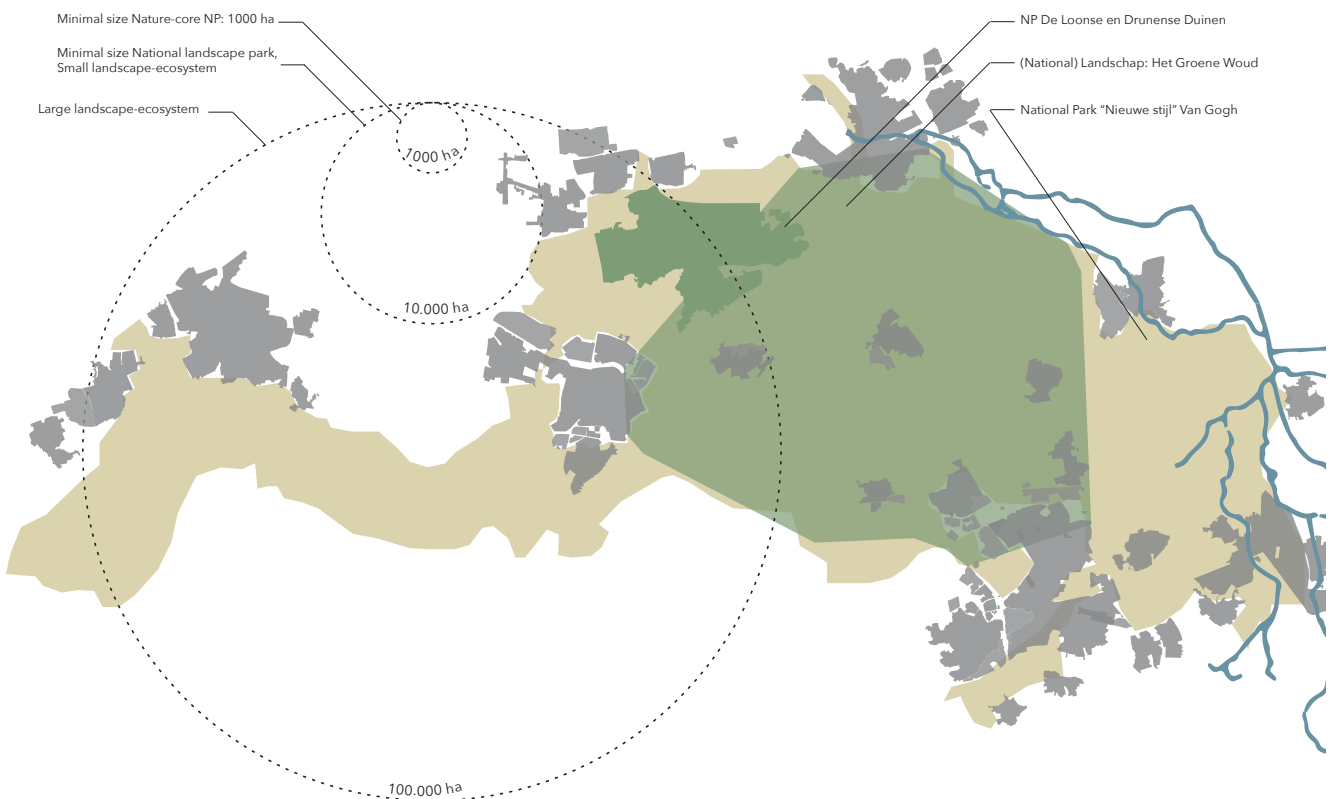 Minimal size Nature-core NP: 1000 ha
Minimal size National landscape park,
Small landscape-ecosystem
Large landscape-ecosystem
NP De Loonse en Drunense Duinen
(National) Landschap: Het Groene Woud
National Park “Nieuwe stijl” Van Gogh
1000 ha
10.000 ha
100.000 ha